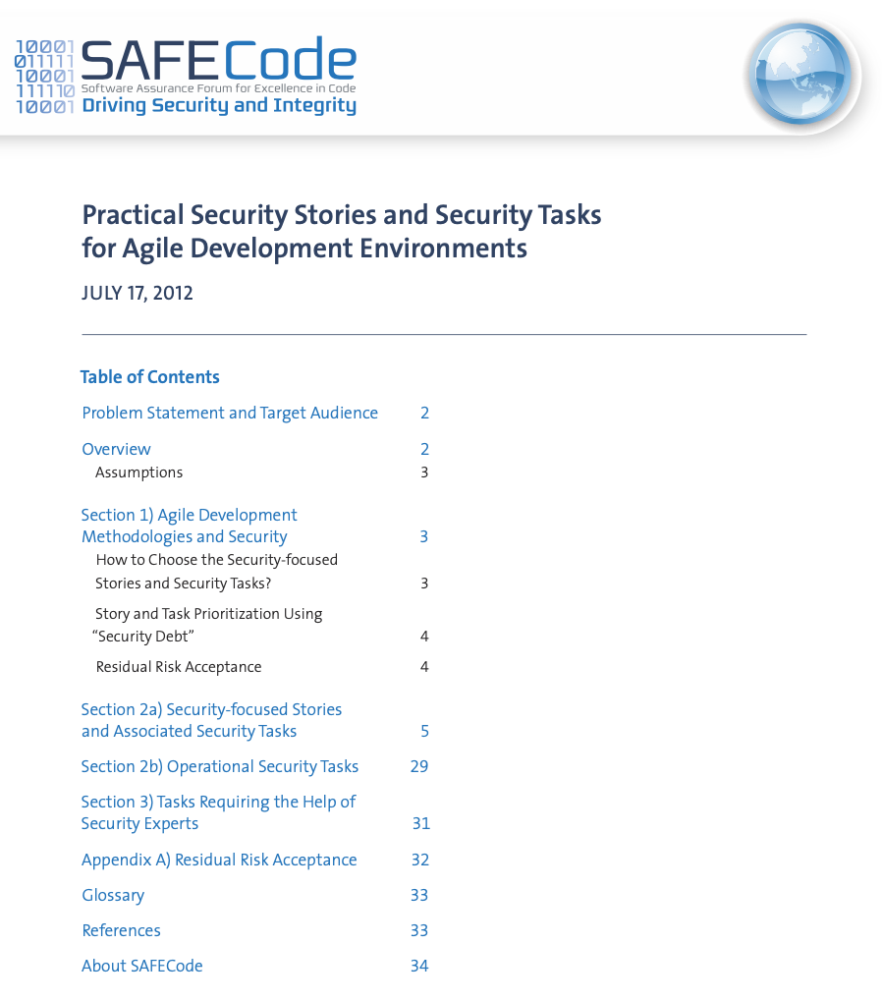 10001
011111
10001
111110
10001
SAFECode
Software Assurance Forum for Excellence in Code
Driving Security and Integrity
Practical Security Stories and Security Tasks
for Agile Development Environments
JULY 17, 2012
Table of Contents
Problem Statement and Target Audience 2
Overview 2
Assumptions 3
Section 1) Agile Development
Methodologies and Security 3
How to Choose the Security-focused
Stories and Security Tasks? 3
Story and Task Prioritization Using
“Security Debt” 4
Residual Risk Acceptance 4
Section 2a) Security-focused Stories
and Associated Security Tasks 5
Section 2b) Operational Security Tasks 29
Section 3) Tasks Requiring the Help of
Security Experts 31
Appendix A) Residual Risk Acceptance 32
Glossary 33
References 33
About SAFECode 34